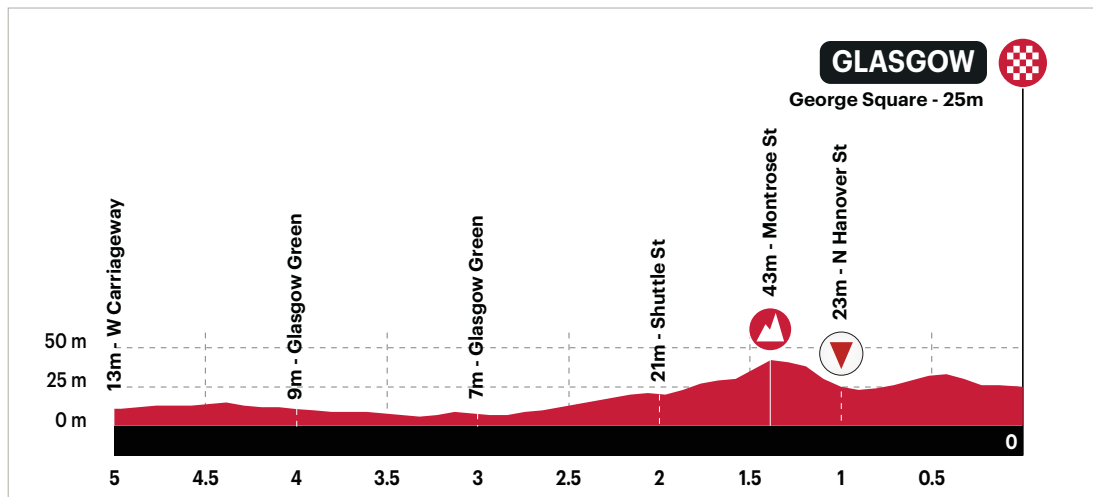 GLASGOW
George Square - 25m
13m - W Carriageway
9m - Glasgow Green
7m - Glasgow Green
21m - Shuttle St
43m - Montrose St
23m - N Hanover St
50 m
25 m
0 m
0
5
4.5
4
3.5
3
2.5
2
1.5
1
0.5